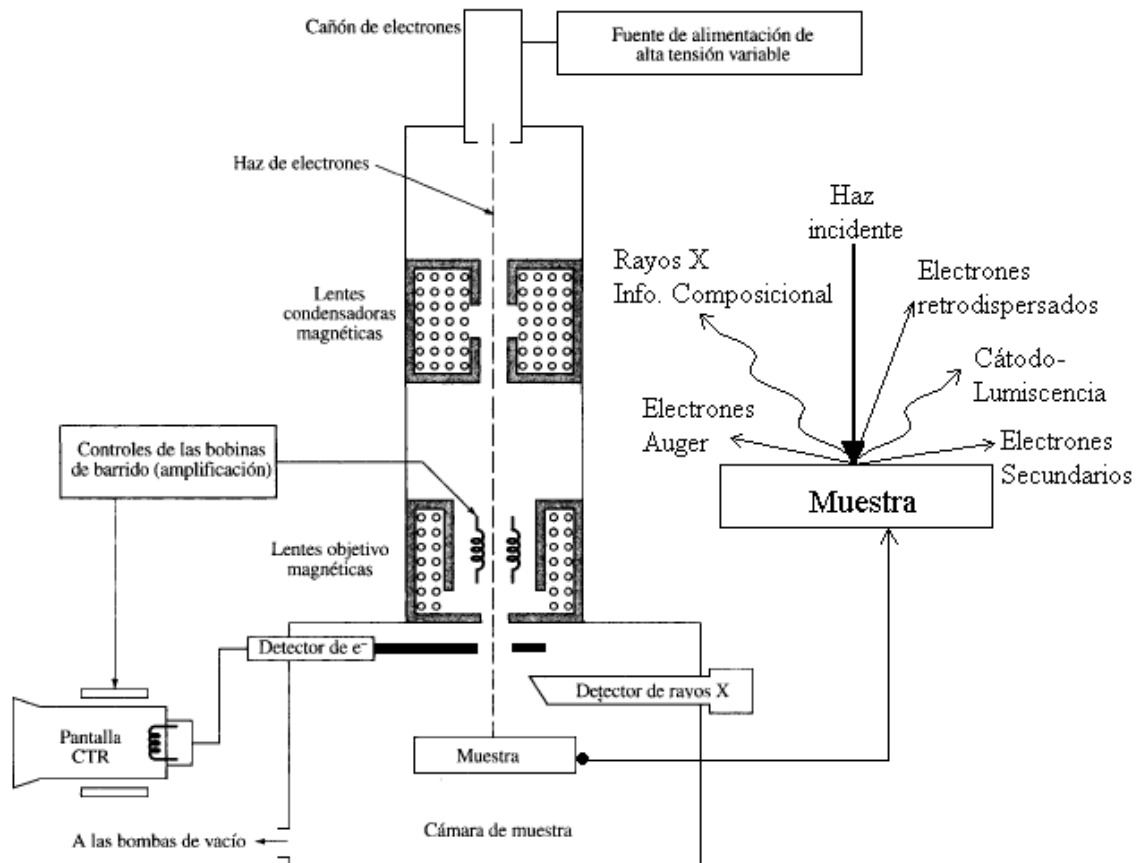 Cañón de electrones
Fuente de alimentación de
alta tensión variable
Haz de electrones
Haz
incidente
Rayos X
Info. Composicional
Electrones
retrodispersados
Lentes
condensadoras
magnéticas
Cátodo-
Lumiscencia
Electrones
Auger
Electrones
Secundarios
Controles de las bobinas
de barrido (amplificación)
Muestra
Lentes objetivo
magnéticas
Detector de e⁻
Detector de rayos X
Pantalla
CTR
Muestra
A las bombas de vacío
Cámara de muestra